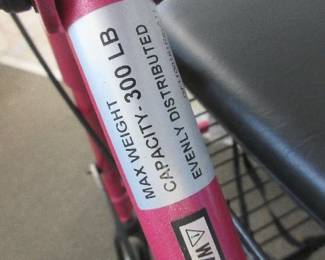 MAX WEIGHT
CAPACITY - 300 LB
EVENLY DISTRIBUTED